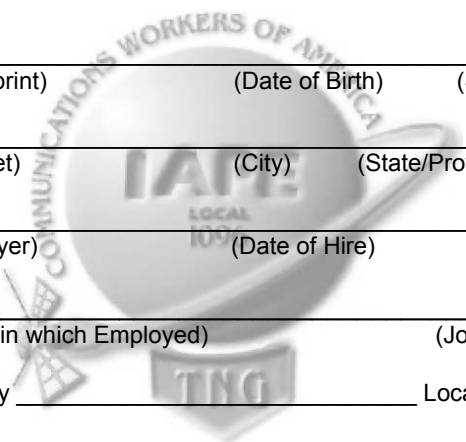 COMMUNICATIONS WORKERS OF AMERICA
print) (Date of Birth) (
et) (City) (State/Pro
IAPE
LOCAL
1096
yer) (Date of Hire)
in which Employed) (Jo
TNG
y ______________________ Loca